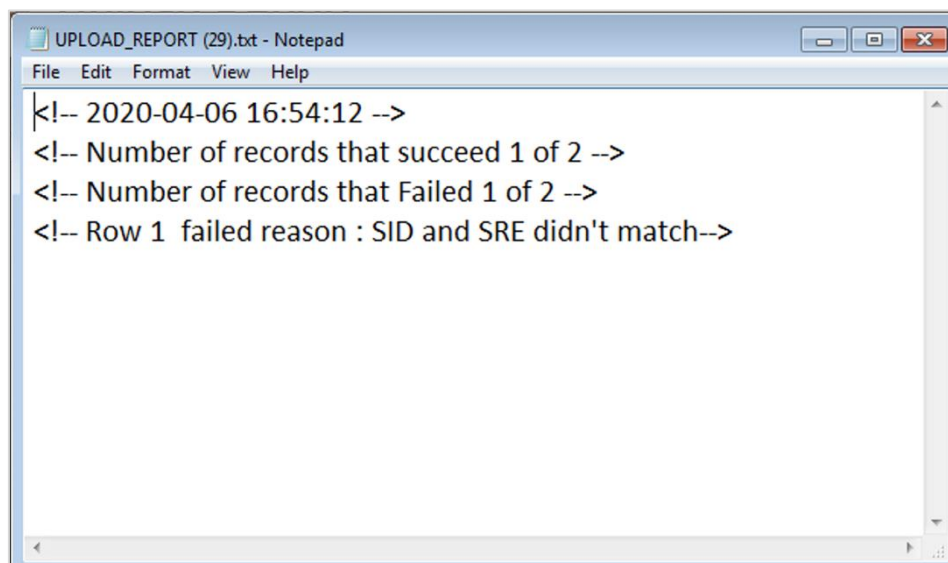 UPLOAD_REPORT (29).txt - Notepad
File Edit Format View Help
<!-- 2020-04-06 16:54:12 -->
<!-- Number of records that succeed 1 of 2 -->
<!-- Number of records that Failed 1 of 2 -->
<!-- Row 1  failed reason : SID and SRE didn't match-->